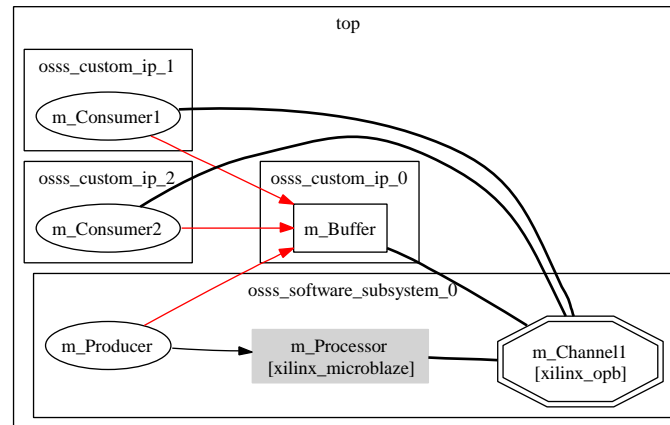 top
osss_custom_ip_1
m_Consumer1
osss_custom_ip_2
m_Consumer2
osss_custom_ip_0
m_Buffer
osss_software_subsystem_0
m_Producer
m_Processor
[xilinx_microblaze]
m_Channel1
[xilinx_opb]